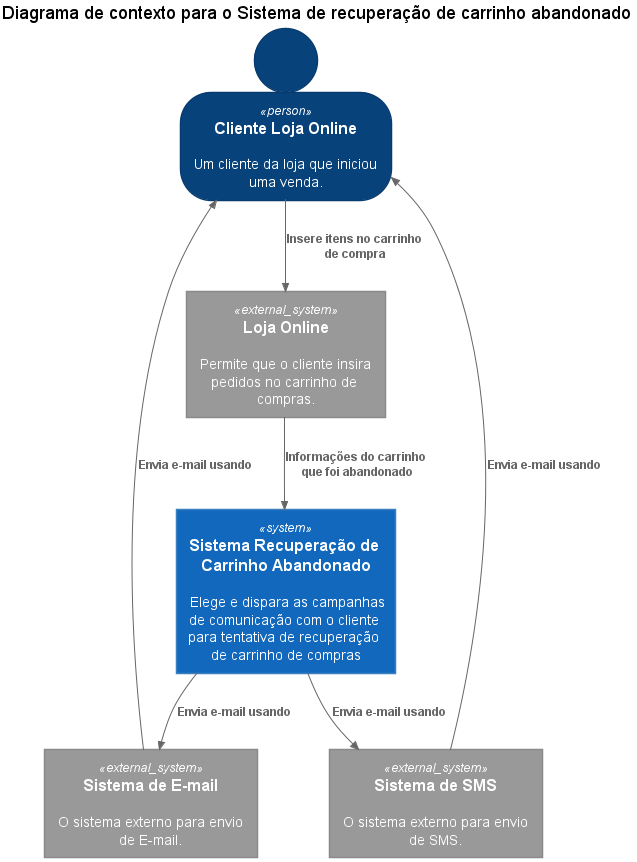 Diagrama de contexto para o Sistema de recuperação de carrinho abandonado
«person»
Cliente Loja Online
Um cliente da loja que iniciou
uma venda.
Insere itens no carrinho
de compra
«external_system»
Loja Online
Permite que o cliente insira
pedidos no carrinho de
compras.
Envia e-mail usando
Informações do carrinho
que foi abandonado
Envia e-mail usando
«system»
Sistema Recuperação de
Carrinho Abandonado
Elege e dispara as campanhas
de comunicação com o cliente
para tentativa de recuperação
de carrinho de compras
Envia e-mail usando
Envia e-mail usando
«external_system»
Sistema de E-mail
O sistema externo para envio
de E-mail.
«external_system»
Sistema de SMS
O sistema externo para envio
de SMS.